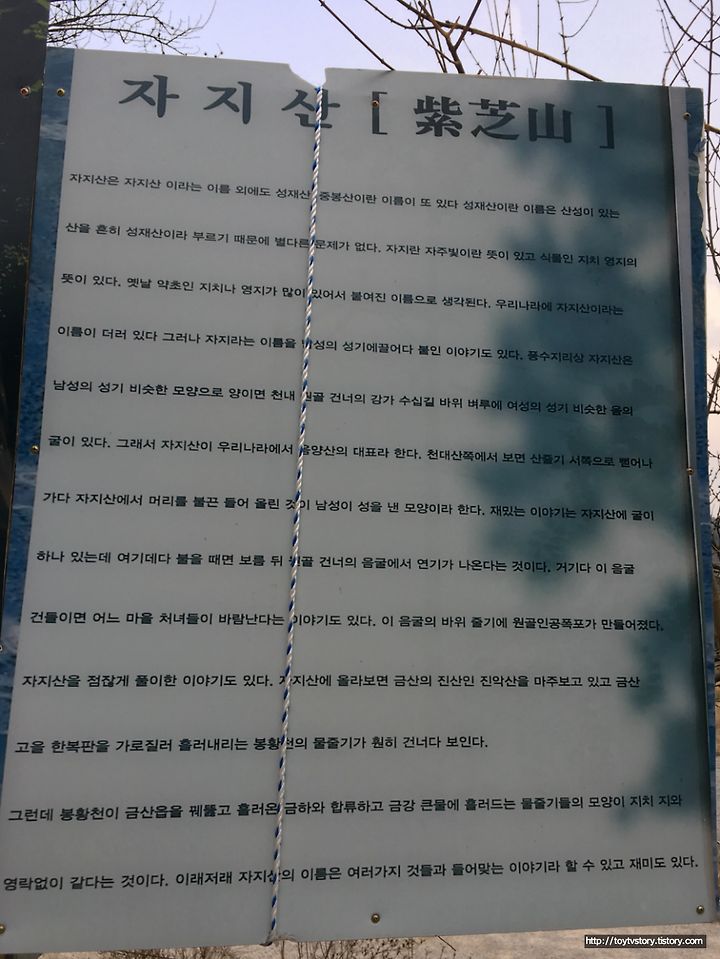 자지산 [ 紫芝山 ]
자지산은 자지산 이라는 이름 외에도 성재산 중봉산이란 이름이 또 있다 성재산이란 이름은 산성이 있는
산을 흔히 성재산이라 부르기 때문에 별다른 문제가 없다. 자지란 자주빛이란 뜻이 있고 식물인 지치 영지의
뜻이 있다. 옛날 약초인 지치나 영지가 많이 있어서 붙여진 이름으로 생각된다. 우리나라에 자지산이라는
이름이 더러 있다 그러나 자지라는 이름을 남성의 성기에끌어다 붙인 이야기도 있다. 풍수지리상 자지산은
남성의 성기 비슷한 모양으로 양이면 천내 원골 건너의 강가 수십길 바위 벼루에 여성의 성기 비슷한 음의
굴이 있다. 그래서 자지산이 우리나라에서 음양산의 대표라 한다. 천대산쪽에서 보면 산줄기 서쪽으로 뻗어나
가다 자지산에서 머리를 불끈 들어 올린 것이 남성이 성을 낸 모양이라 한다. 재밌는 이야기는 자지산에 굴이
하나 있는데 여기데다 불을 때면 보름 뒤 원골 건너의 음굴에서 연기가 나온다는 것이다. 거기다 이 음굴
건들이면 어느 마을 처녀들이 바람난다는 이야기도 있다. 이 음굴의 바위 줄기에 원골인공폭포가 만들어졌다.
자지산을 점잖게 풀이한 이야기도 있다. 자지산에 올라보면 금산의 진산인 진악산을 마주보고 있고 금산
고을 한복판을 가로질러 흘러내리는 봉황천의 물줄기가 훤히 건너다 보인다.
그런데 봉황천이 금산읍을 꿰뚫고 흘러온 금하와 합류하고 금강 큰물에 흘러드는 물줄기들의 모양이 지치 지와
영락없이 같다는 것이다. 이래저래 자지산의 이름은 여러가지 것들과 들어맞는 이야기라 할 수 있고 재미도 있다.
http://toytvstory.tistory.com